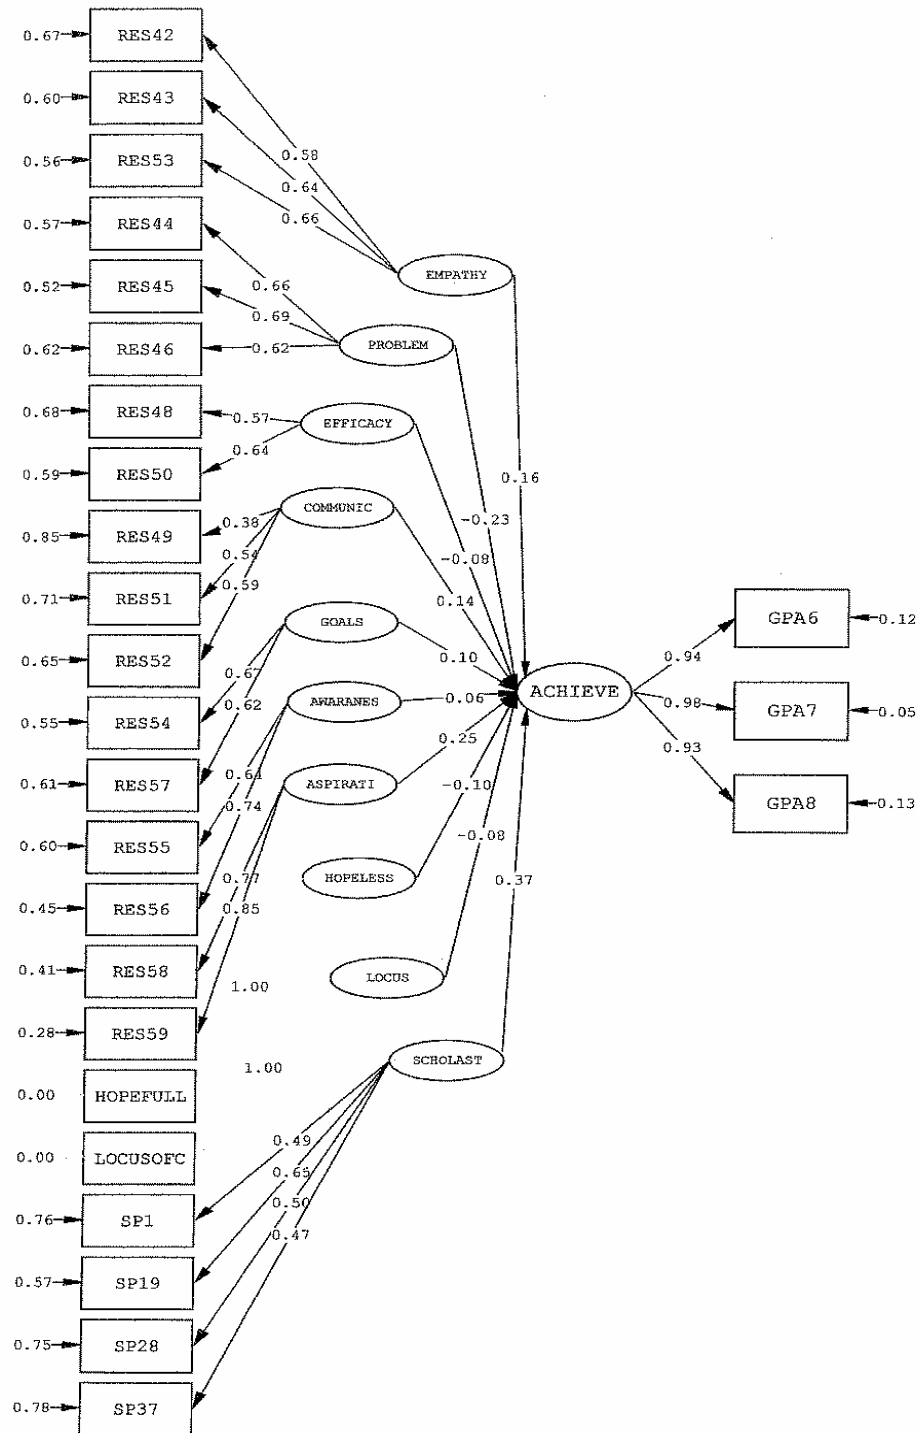 0.67 RES42
0.60 RES43
0.56 RES53
0.57 RES44
0.52 RES45
0.62 RES46
0.68 RES48
0.59 RES50
0.85 RES49
0.71 RES51
0.65 RES52
0.55 RES54
0.61 RES57
0.60 RES55
0.45 RES56
0.41 RES58
0.28 RES59
0.00 HOPEFULL
0.00 LOCUSOFC
0.76 SP1
0.57 SP19
0.75 SP28
0.78 SP37
0.58
0.64
0.66
0.66
0.69
0.62
0.57
0.64
0.38
0.54
0.59
0.62
0.74
0.77
0.85
1.00
1.00
0.49
0.65
0.50
0.47
EMPATHY
PROBLEM
EFFICACY
COMMUNIC
GOALS
AWARANES
ASPIRATI
HOPELESS
LOCUS
SCHOLAST
0.16
-0.23
-0.08
0.14
0.10
0.06
0.25
-0.10
-0.08
0.37
ACHIEVE
0.94
0.98
0.93
GPA6 0.12
GPA7 0.05
GPA8 0.13